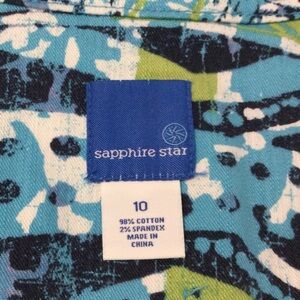 sapphire star
10
98% COTTON
2% SPANDEX
MADE IN
CHINA